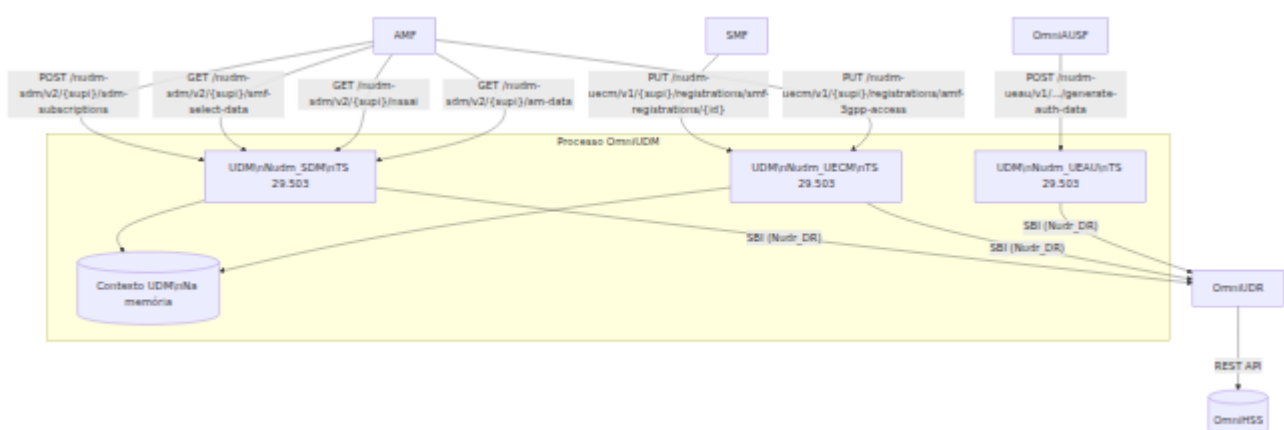 AMF
SMF
OmniAUSF
POST /nudm-
sdm/v2/{supi}/sdm-
subscriptions
GET /nudm-
sdm/v2/{supi}/smf-
select-data
GET /nudm-
sdm/v2/{supi}/nssai
GET /nudm-
sdm/v2/{supi}/am-data
PUT /nudm-
uecm/v1/{supi}/registrations/smf-
registrations/{id}
PUT /nudm-
uecm/v1/{supi}/registrations/amf-
3gpp-access
POST /nudm-
ueau/v1/.../generate-
auth-data
Processo OmniUDM
UDM\nNudm_SDM\nTS
29.503
UDM\nNudm_UECM\nTS
29.503
UDM\nNudm_UEAU\nTS
29.503
SBI (Nudr_DR)
SBI (Nudr_DR)
SBI (Nudr_DR)
Contexto UDM\nNa
memória
OmniUDR
REST API
OmniHSS